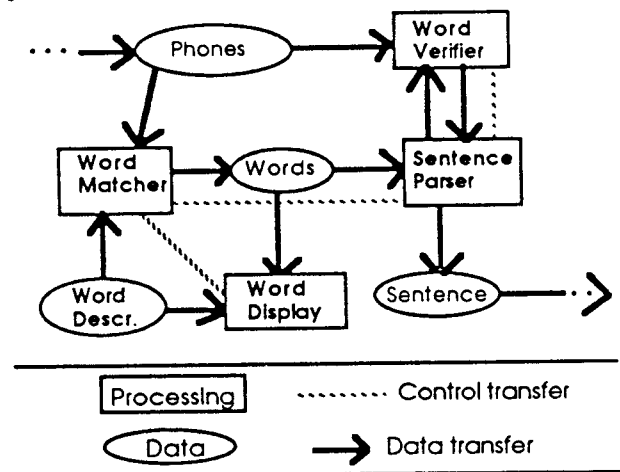 Phones
Word
Verifier
Word
Matcher
Words
Sentence
Parser
Word
Descr.
Word
Display
Sentence
Processing
Control transfer
Data
Data transfer